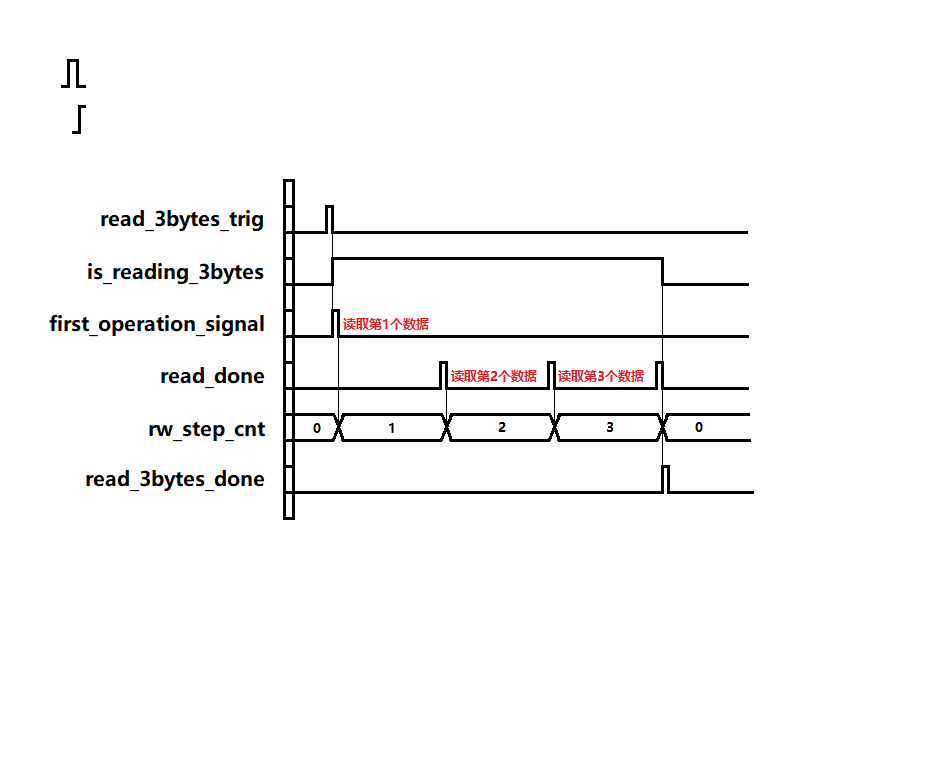 read_3bytes_trig
is_reading_3bytes
first_operation_signal 读取第1个数据
read_done 读取第2个数据 读取第3个数据
rw_step_cnt 0 1 2 3 0
read_3bytes_done